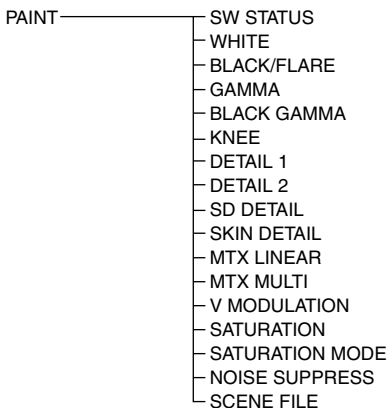 PAINT
SW STATUS
WHITE
BLACK/FLARE
GAMMA
BLACK GAMMA
KNEE
DETAIL 1
DETAIL 2
SD DETAIL
SKIN DETAIL
MTX LINEAR
MTX MULTI
V MODULATION
SATURATION
SATURATION MODE
NOISE SUPPRESS
SCENE FILE